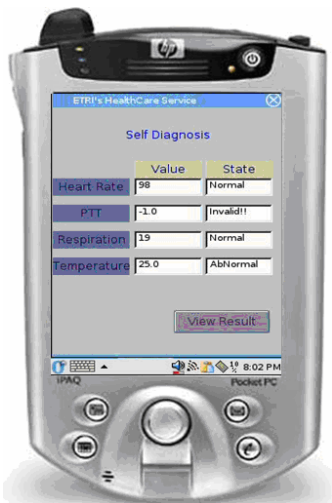 hp
ETRI's HealthCare Service
Self Diagnosis
Value State
Heart Rate 98 Normal
PTT -1.0 Invalid!!
Respiration 19 Normal
Temperature 25.0 AbNormal
View Result
8:02 PM
iPAQ Pocket PC